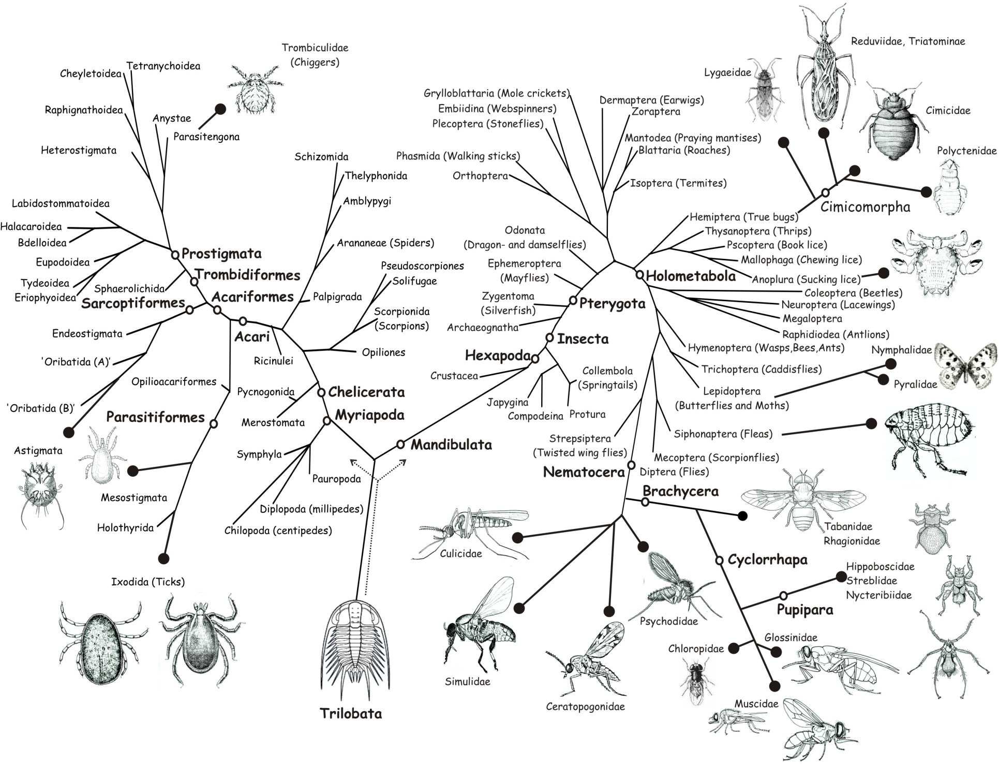 Trombiculidae
(Chiggers)
Cheyletoidea
Tetranychoidea
Raphignathoidea
Anystae
Parasitengona
Heterostigmata
Labidostommatoidea
Halacaroidea
Bdelloidea
Eupodoidea
Tydeoidea
Eriophyoidea
Sphaerolichida
Prostigmata
Trombidiformes
Sarcoptiformes
Acariformes
Endeostigmata
'Oribatida (A)'
'Oribatida (B)'
Astigmata
Opilioacariformes
Parasitiformes
Mesostigmata
Holothyrida
Ixodida (Ticks)
Acari
Ricinulei
Schizomida
Thelyphonida
Amblypygi
Arananeae (Spiders)
Palpigrada
Pseudoscorpiones
Solifugae
Scorpionida
(Scorpions)
Opiliones
Pycnogonida
Merostomata
Chelicerata
Myriapoda
Symphyla
Pauropoda
Diplopoda (millipedes)
Chilopoda (centipedes)
Mandibulata
Trilobata
Grylloblattaria (Mole crickets)
Embiidina (Webspinners)
Plecoptera (Stoneflies)
Phasmida (Walking sticks)
Orthoptera
Dermaptera (Earwigs)
Zoraptera
Mantodea (Praying mantises)
Blattaria (Roaches)
Isoptera (Termites)
Odonata
(Dragon- and damselflies)
Ephemeroptera
(Mayflies)
Zygentoma
(Silverfish)
Archaeognatha
Pterygota
Insecta
Hexapoda
Crustacea
Collembola
(Springtails)
Japygina
Compodeina
Protura
Lygaeidae
Reduviidae, Triatominae
Cimicidae
Polyctenidae
Cimicomorpha
Hemiptera (True bugs)
Thysanoptera (Thrips)
Pscoptera (Book lice)
Mallophaga (Chewing lice)
Anoplura (Sucking lice)
Holometabola
Coleoptera (Beetles)
Neuroptera (Lacewings)
Megaloptera
Raphidiodea (Antlions)
Hymenoptera (Wasps,Bees,Ants)
Trichoptera (Caddisflies)
Lepidoptera
(Butterflies and Moths)
Nymphalidae
Pyralidae
Siphonaptera (Fleas)
Strepsiptera
(Twisted wing flies)
Mecoptera (Scorpionflies)
Diptera (Flies)
Nematocera
Brachycera
Tabanidae
Rhagionidae
Culicidae
Simulidae
Ceratopogonidae
Psychodidae
Cyclorrhapa
Hippoboscidae
Streblidae
Nycteribiidae
Pupipara
Glossinidae
Chloropidae
Muscidae